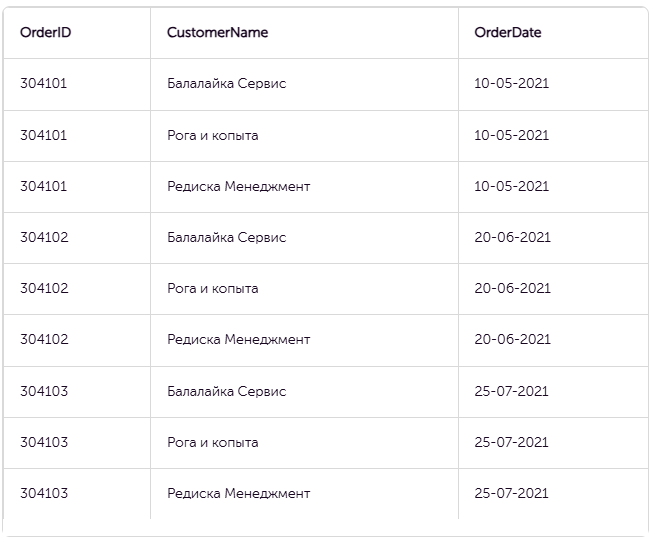 OrderID CustomerName OrderDate
304101 Балалайка Сервис 10-05-2021
304101 Рога и копыта 10-05-2021
304101 Редиска Менеджмент 10-05-2021
304102 Балалайка Сервис 20-06-2021
304102 Рога и копыта 20-06-2021
304102 Редиска Менеджмент 20-06-2021
304103 Балалайка Сервис 25-07-2021
304103 Рога и копыта 25-07-2021
304103 Редиска Менеджмент 25-07-2021